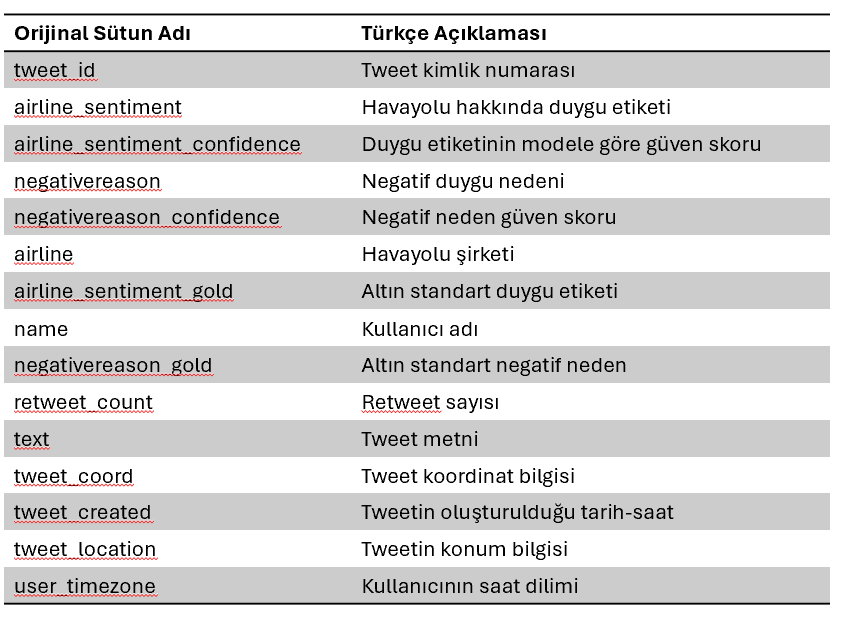 Orijinal Sütun Adı Türkçe Açıklaması
tweet_id Tweet kimlik numarası
airline_sentiment Havayolu hakkında duygu etiketi
airline_sentiment_confidence Duygu etiketinin modele göre güven skoru
negativereason Negatif duygu nedeni
negativereason_confidence Negatif neden güven skoru
airline Havayolu şirketi
airline_sentiment_gold Altın standart duygu etiketi
name Kullanıcı adı
negativereason_gold Altın standart negatif neden
retweet_count Retweet sayısı
text Tweet metni
tweet_coord Tweet koordinat bilgisi
tweet_created Tweetin oluşturulduğu tarih-saat
tweet_location Tweetin konum bilgisi
user_timezone Kullanıcının saat dilimi